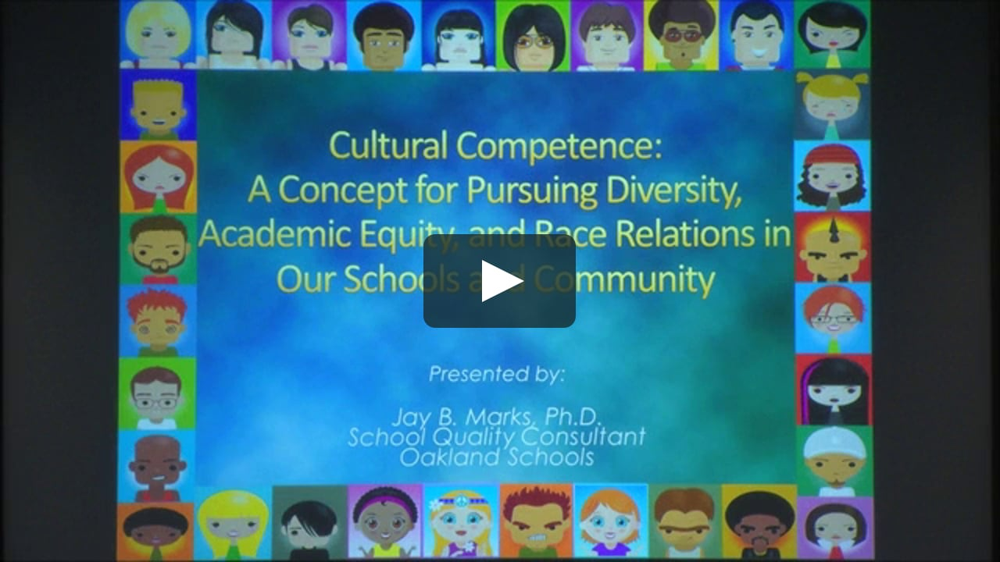 Cultural Competence:
A Concept for Pursuing Diversity,
Academic Equity, and Race Relations in
Our Schools and Community
Presented by:
Jay B. Marks, Ph.D.
School Quality Consultant
Oakland Schools